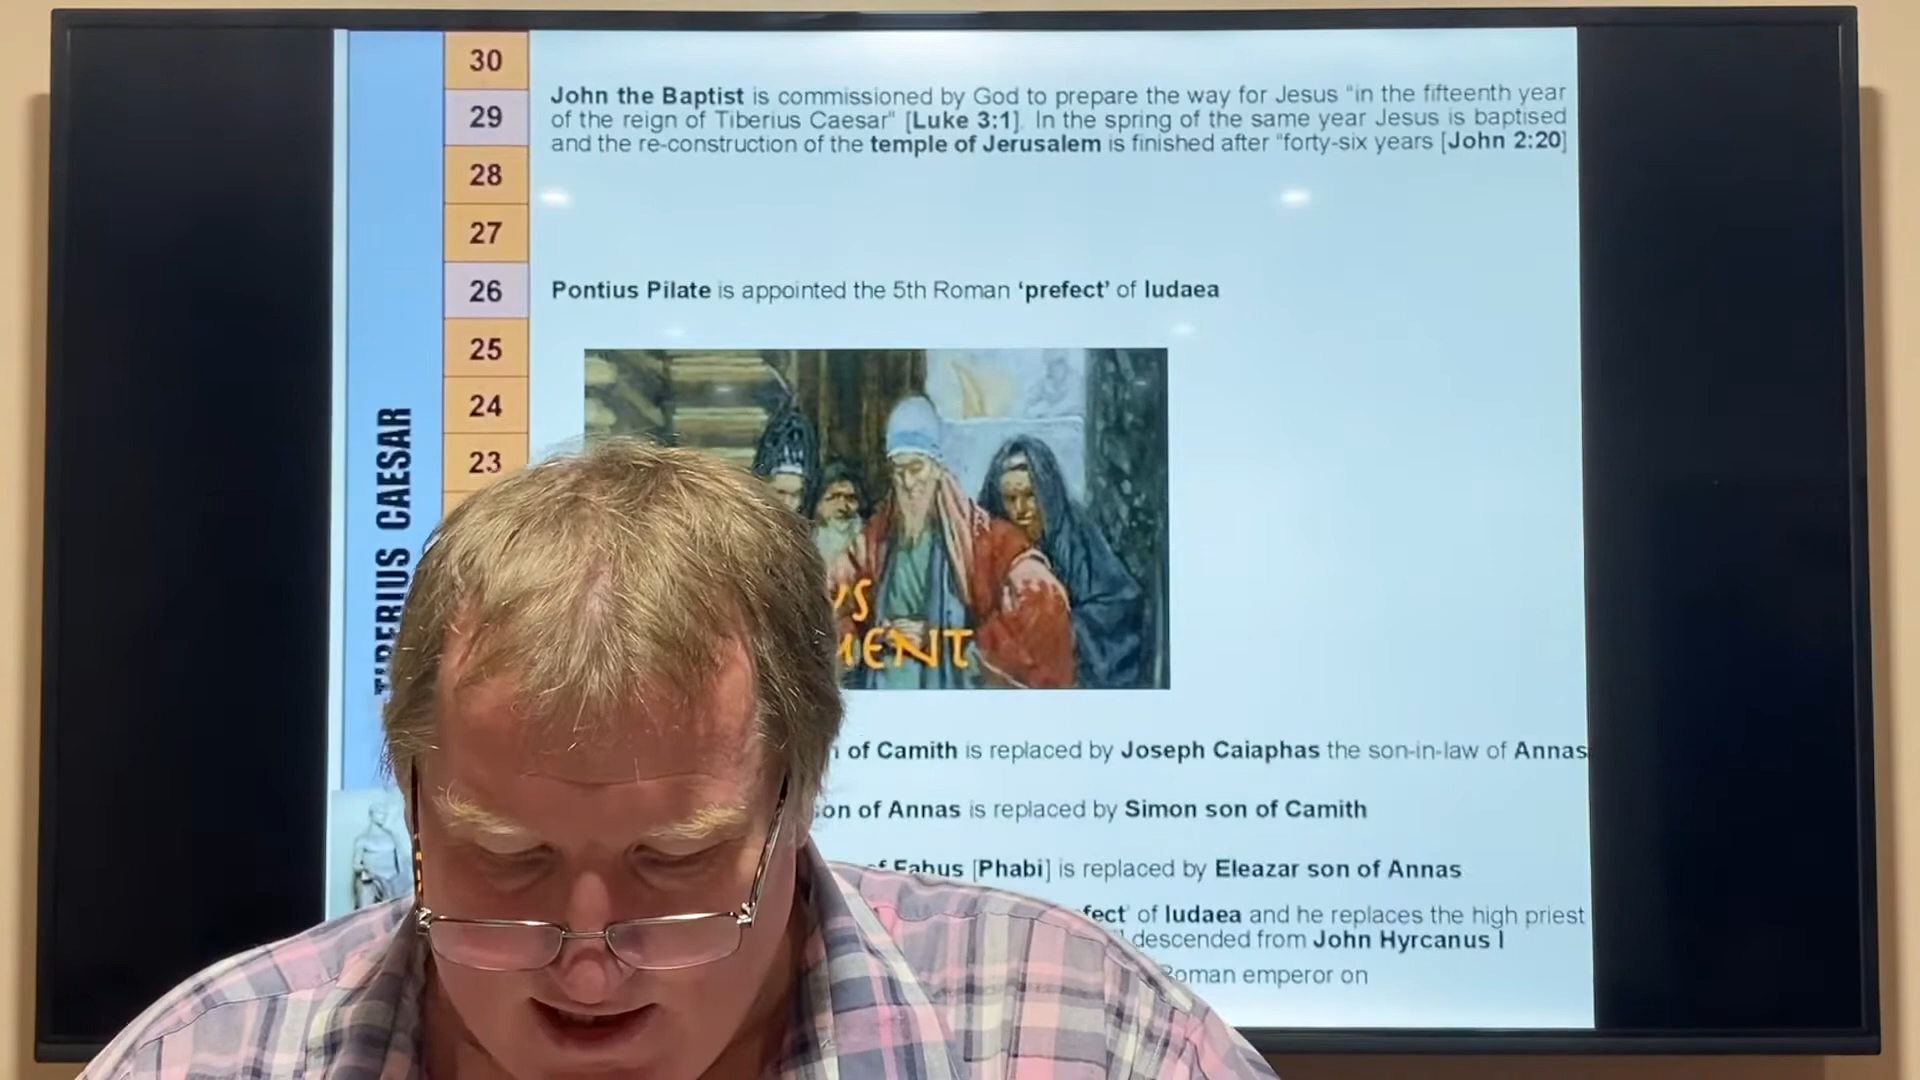 30
John the Baptist is commissioned by God to prepare the way for Jesus "in the fifteenth year
29
of the reign of Tiberius Caesar" [Luke 3:1]. In the spring of the same year Jesus is baptised
and the re-construction of the temple of Jerusalem is finished after "forty-six years [John 2:20]
28
27
26
Pontius Pilate is appointed the 5th Roman ‘prefect’ of Iudaea
25
24
23
TIBERIUS CAESAR
of Camith is replaced by Joseph Caiaphas the son-in-law of Annas
of Annas is replaced by Simon son of Camith
[Phabi] is replaced by Eleazar son of Annas
of Iudaea and he replaces the high priest
descended from John Hyrcanus I
emperor on